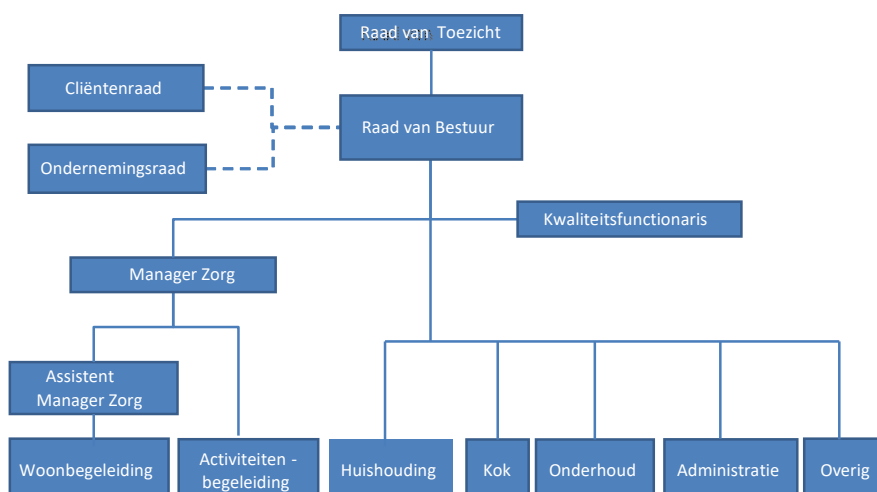 Raad van Toezicht
Cliëntenraad
Raad van Bestuur
Ondernemingsraad
Kwaliteitsfunctionaris
Manager Zorg
Assistent
Manager Zorg
Woonbegeleiding
Activiteiten -
begeleiding
Huishouding
Kok
Onderhoud
Administratie
Overig